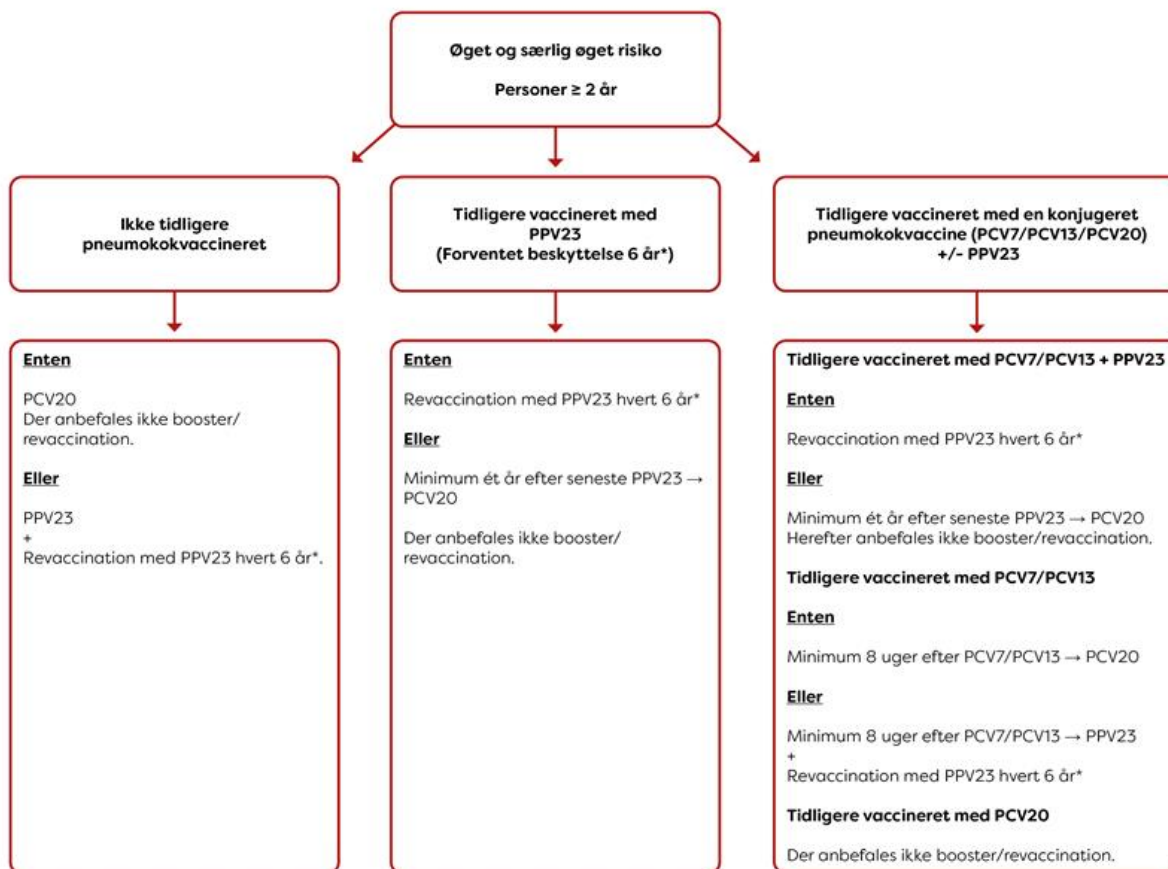 Øget og særlig øget risiko
Personer ≥ 2 år
Ikke tidligere
pneumokokvaccineret
Tidligere vaccineret med
PPV23
(Forventet beskyttelse 6 år*)
Tidligere vaccineret med en konjugeret
pneumokokvaccine (PCV7/PCV13/PCV20)
+/- PPV23
Enten
PCV20
Der anbefales ikke booster/
revaccination.
Eller
PPV23
+
Revaccination med PPV23 hvert 6 år*.
Enten
Revaccination med PPV23 hvert 6 år*
Eller
Minimum ét år efter seneste PPV23 →
PCV20
Der anbefales ikke booster/
revaccination.
Tidligere vaccineret med PCV7/PCV13 + PPV23
Enten
Revaccination med PPV23 hvert 6 år*
Eller
Minimum ét år efter seneste PPV23 → PCV20
Herefter anbefales ikke booster/revaccination.
Tidligere vaccineret med PCV7/PCV13
Enten
Minimum 8 uger efter PCV7/PCV13 → PCV20
Eller
Minimum 8 uger efter PCV7/PCV13 → PPV23
+
Revaccination med PPV23 hvert 6 år*
Tidligere vaccineret med PCV20
Der anbefales ikke booster/revaccination.